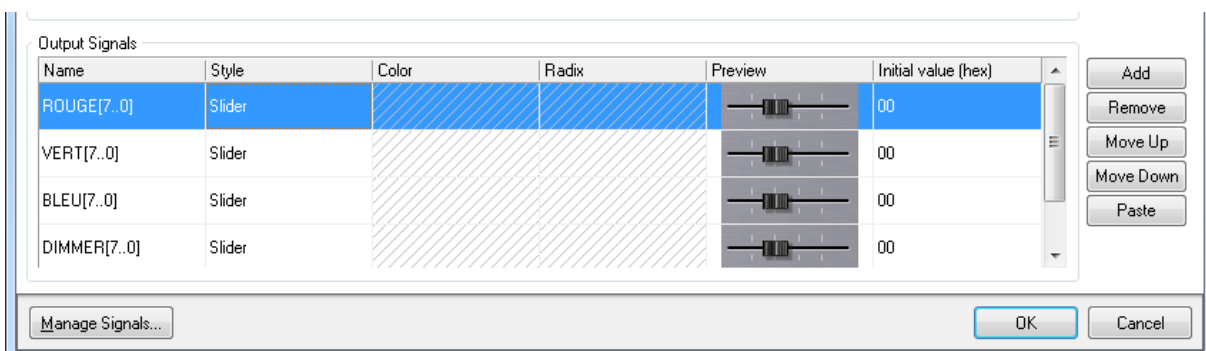 Output Signals
Name Style Color Radix Preview Initial value (hex)
ROUGE[7..0] Slider 00
VERT[7..0] Slider 00
BLEU[7..0] Slider 00
DIMMER[7..0] Slider 00
Add
Remove
Move Up
Move Down
Paste
Manage Signals... OK Cancel